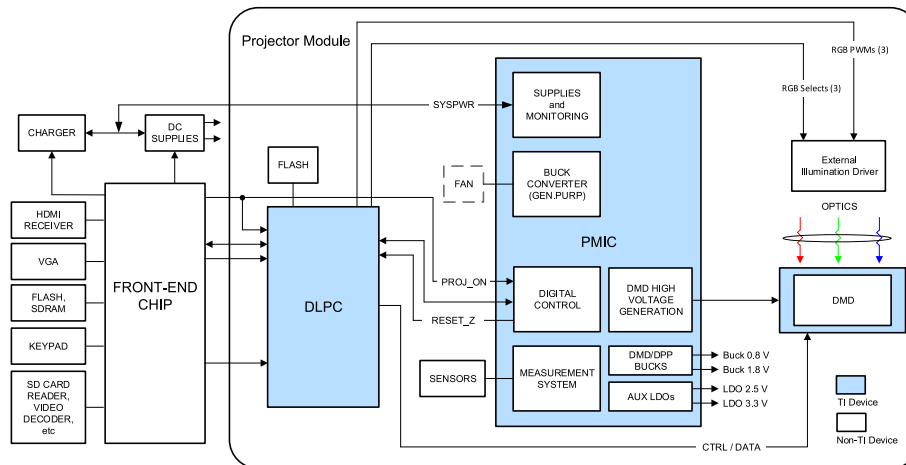 Projector Module
RGB PWMs (3)
RGB Selects (3)
SYSPWR
SUPPLIES
and
MONITORING
CHARGER
DC
SUPPLIES
FLASH
FAN
BUCK
CONVERTER
(GEN.PURP)
External
Illumination Driver
HDMI
RECEIVER
VGA
FLASH,
SDRAM
KEYPAD
SD CARD
READER,
VIDEO
DECODER,
etc
FRONT-END
CHIP
DLPC
PMIC
OPTICS
PROJ_ON
RESET_Z
DIGITAL
CONTROL
DMD HIGH
VOLTAGE
GENERATION
DMD
SENSORS
MEASUREMENT
SYSTEM
DMD/DPP
BUCKS
Buck 0.8 V
Buck 1.8 V
AUX LDOs
LDO 2.5 V
LDO 3.3 V
CTRL / DATA
TI Device
Non-TI Device